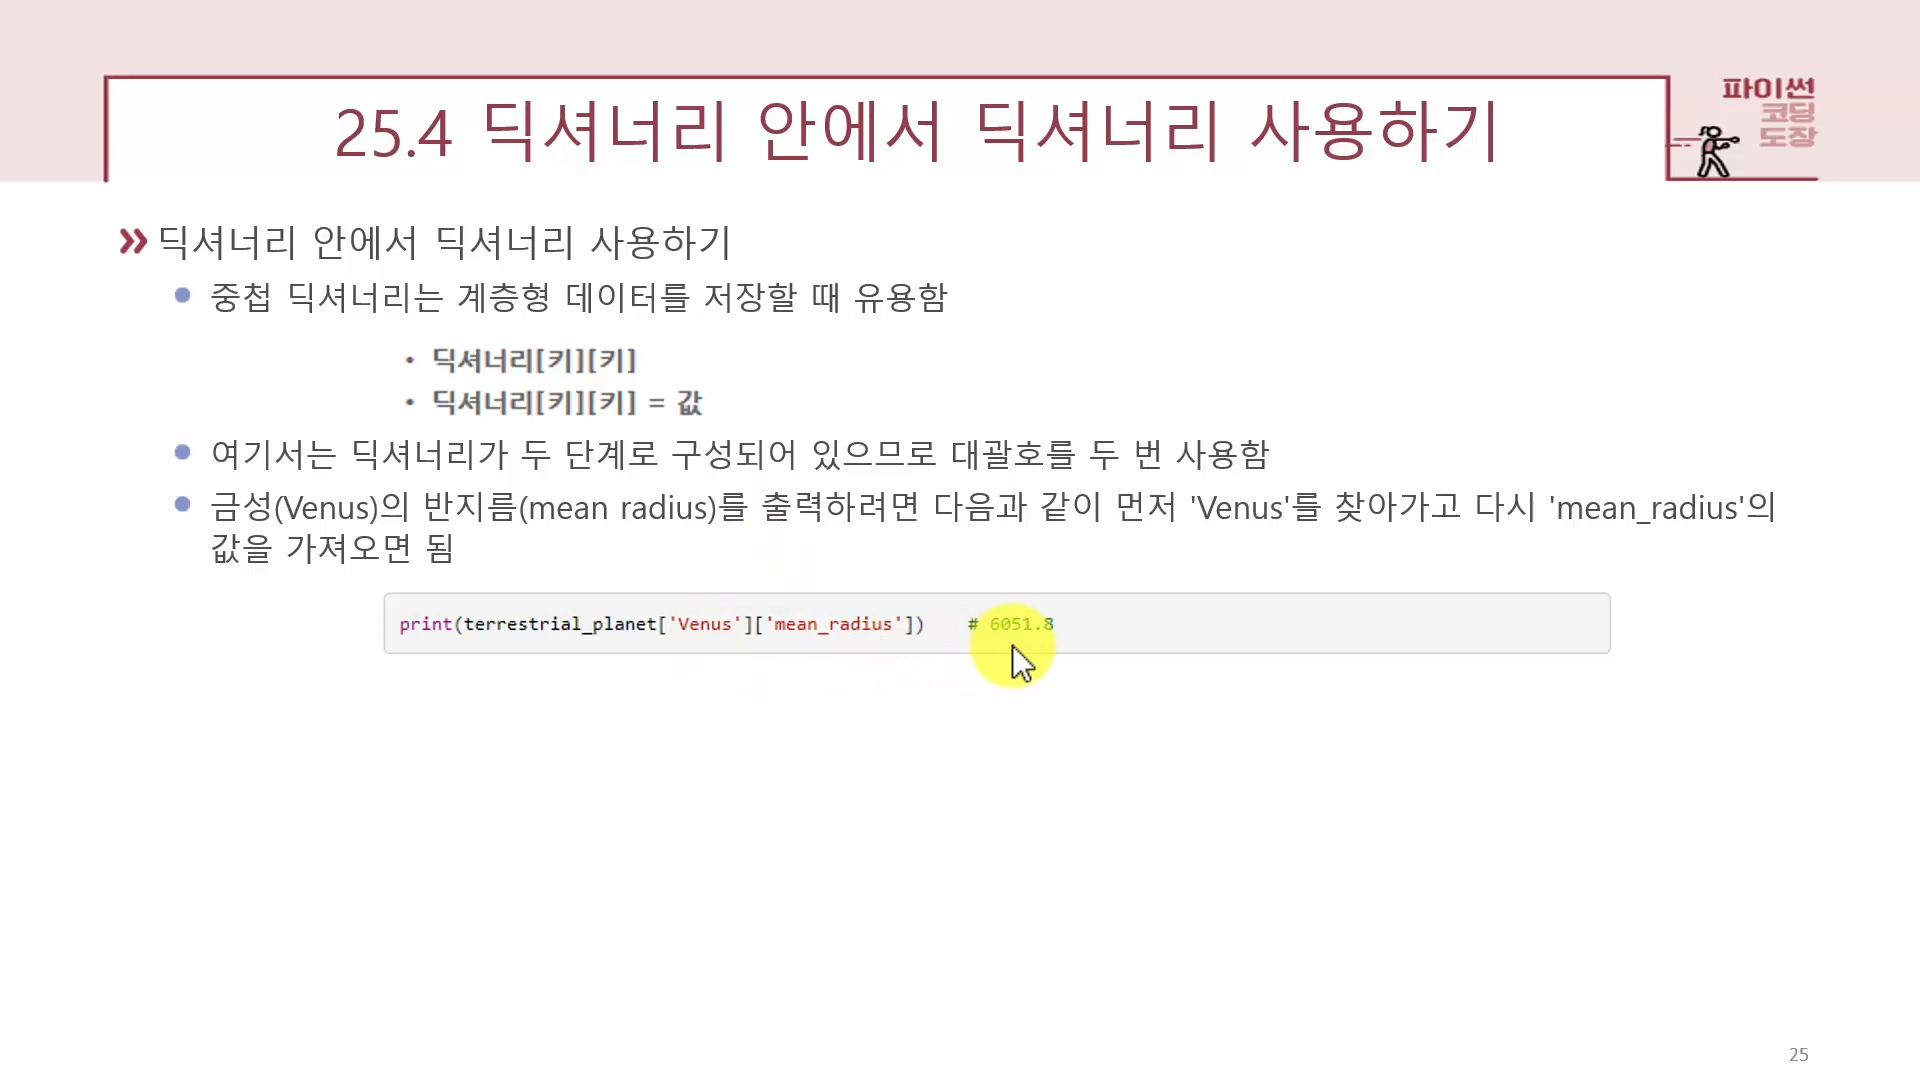 25.4 딕셔너리 안에서 딕셔너리 사용하기
파이썬
코딩
도장
딕셔너리 안에서 딕셔너리 사용하기
중첩 딕셔너리는 계층형 데이터를 저장할 때 유용함
• 딕셔너리[키][키]
• 딕셔너리[키][키] = 값
여기서는 딕셔너리가 두 단계로 구성되어 있으므로 대괄호를 두 번 사용함
금성(Venus)의 반지름(mean radius)를 출력하려면 다음과 같이 먼저 'Venus'를 찾아가고 다시 'mean_radius'의
값을 가져오면 됨
print(terrestrial_planet['Venus']['mean_radius'])    # 6051.8
25